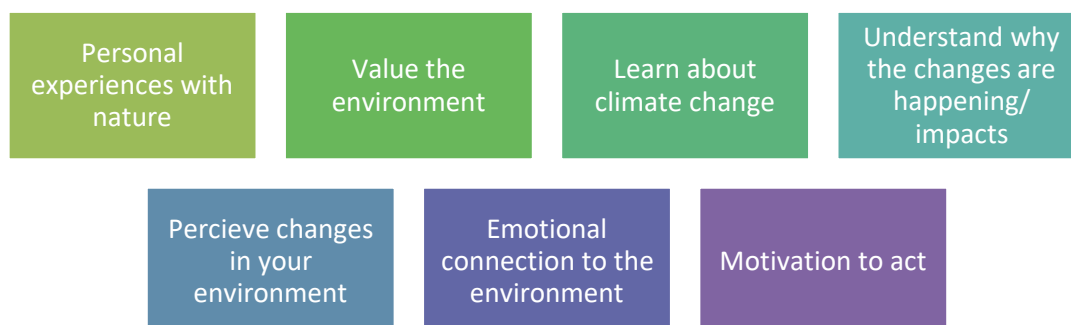 Personal
experiences with
nature
Value the
environment
Learn about
climate change
Understand why
the changes are
happening/
impacts
Percieve changes
in your
environment
Emotional
connection to the
environment
Motivation to act